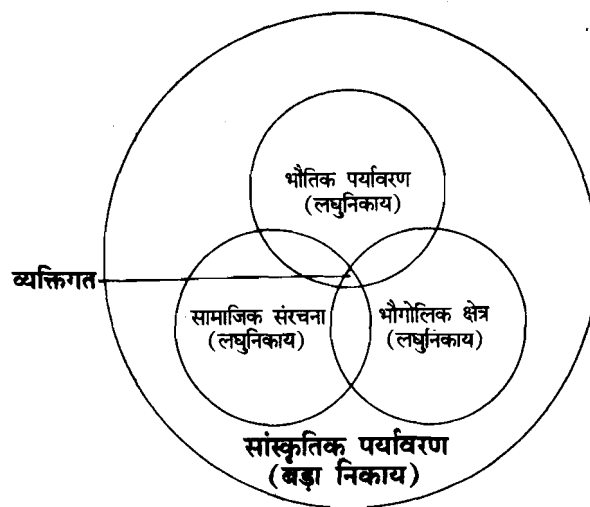 भौतिक पर्यावरण
(लघुनिकाय)
व्यक्तिगत
सामाजिक संरचना
(लघुनिकाय)
भौगोलिक क्षेत्र
(लघुनिकाय)
सांस्कृतिक पर्यावरण
(बड़ा निकाय)